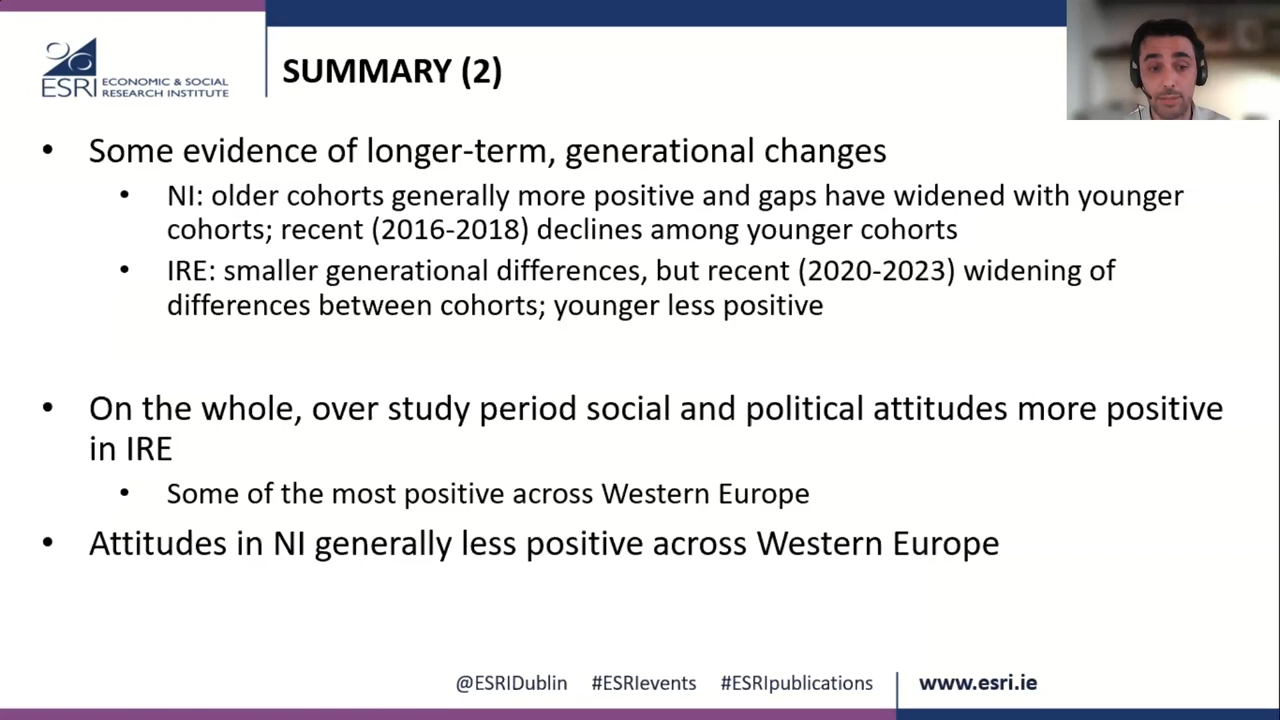 ESRI
ECONOMIC & SOCIAL
RESEARCH INSTITUTE
SUMMARY (2)
• Some evidence of longer-term, generational changes
• NI: older cohorts generally more positive and gaps have widened with younger
cohorts; recent (2016-2018) declines among younger cohorts
• IRE: smaller generational differences, but recent (2020-2023) widening of
differences between cohorts; younger less positive
• On the whole, over study period social and political attitudes more positive
in IRE
• Some of the most positive across Western Europe
• Attitudes in NI generally less positive across Western Europe
@ESRIDublin #ESRIevents #ESRIpublications www.esri.ie